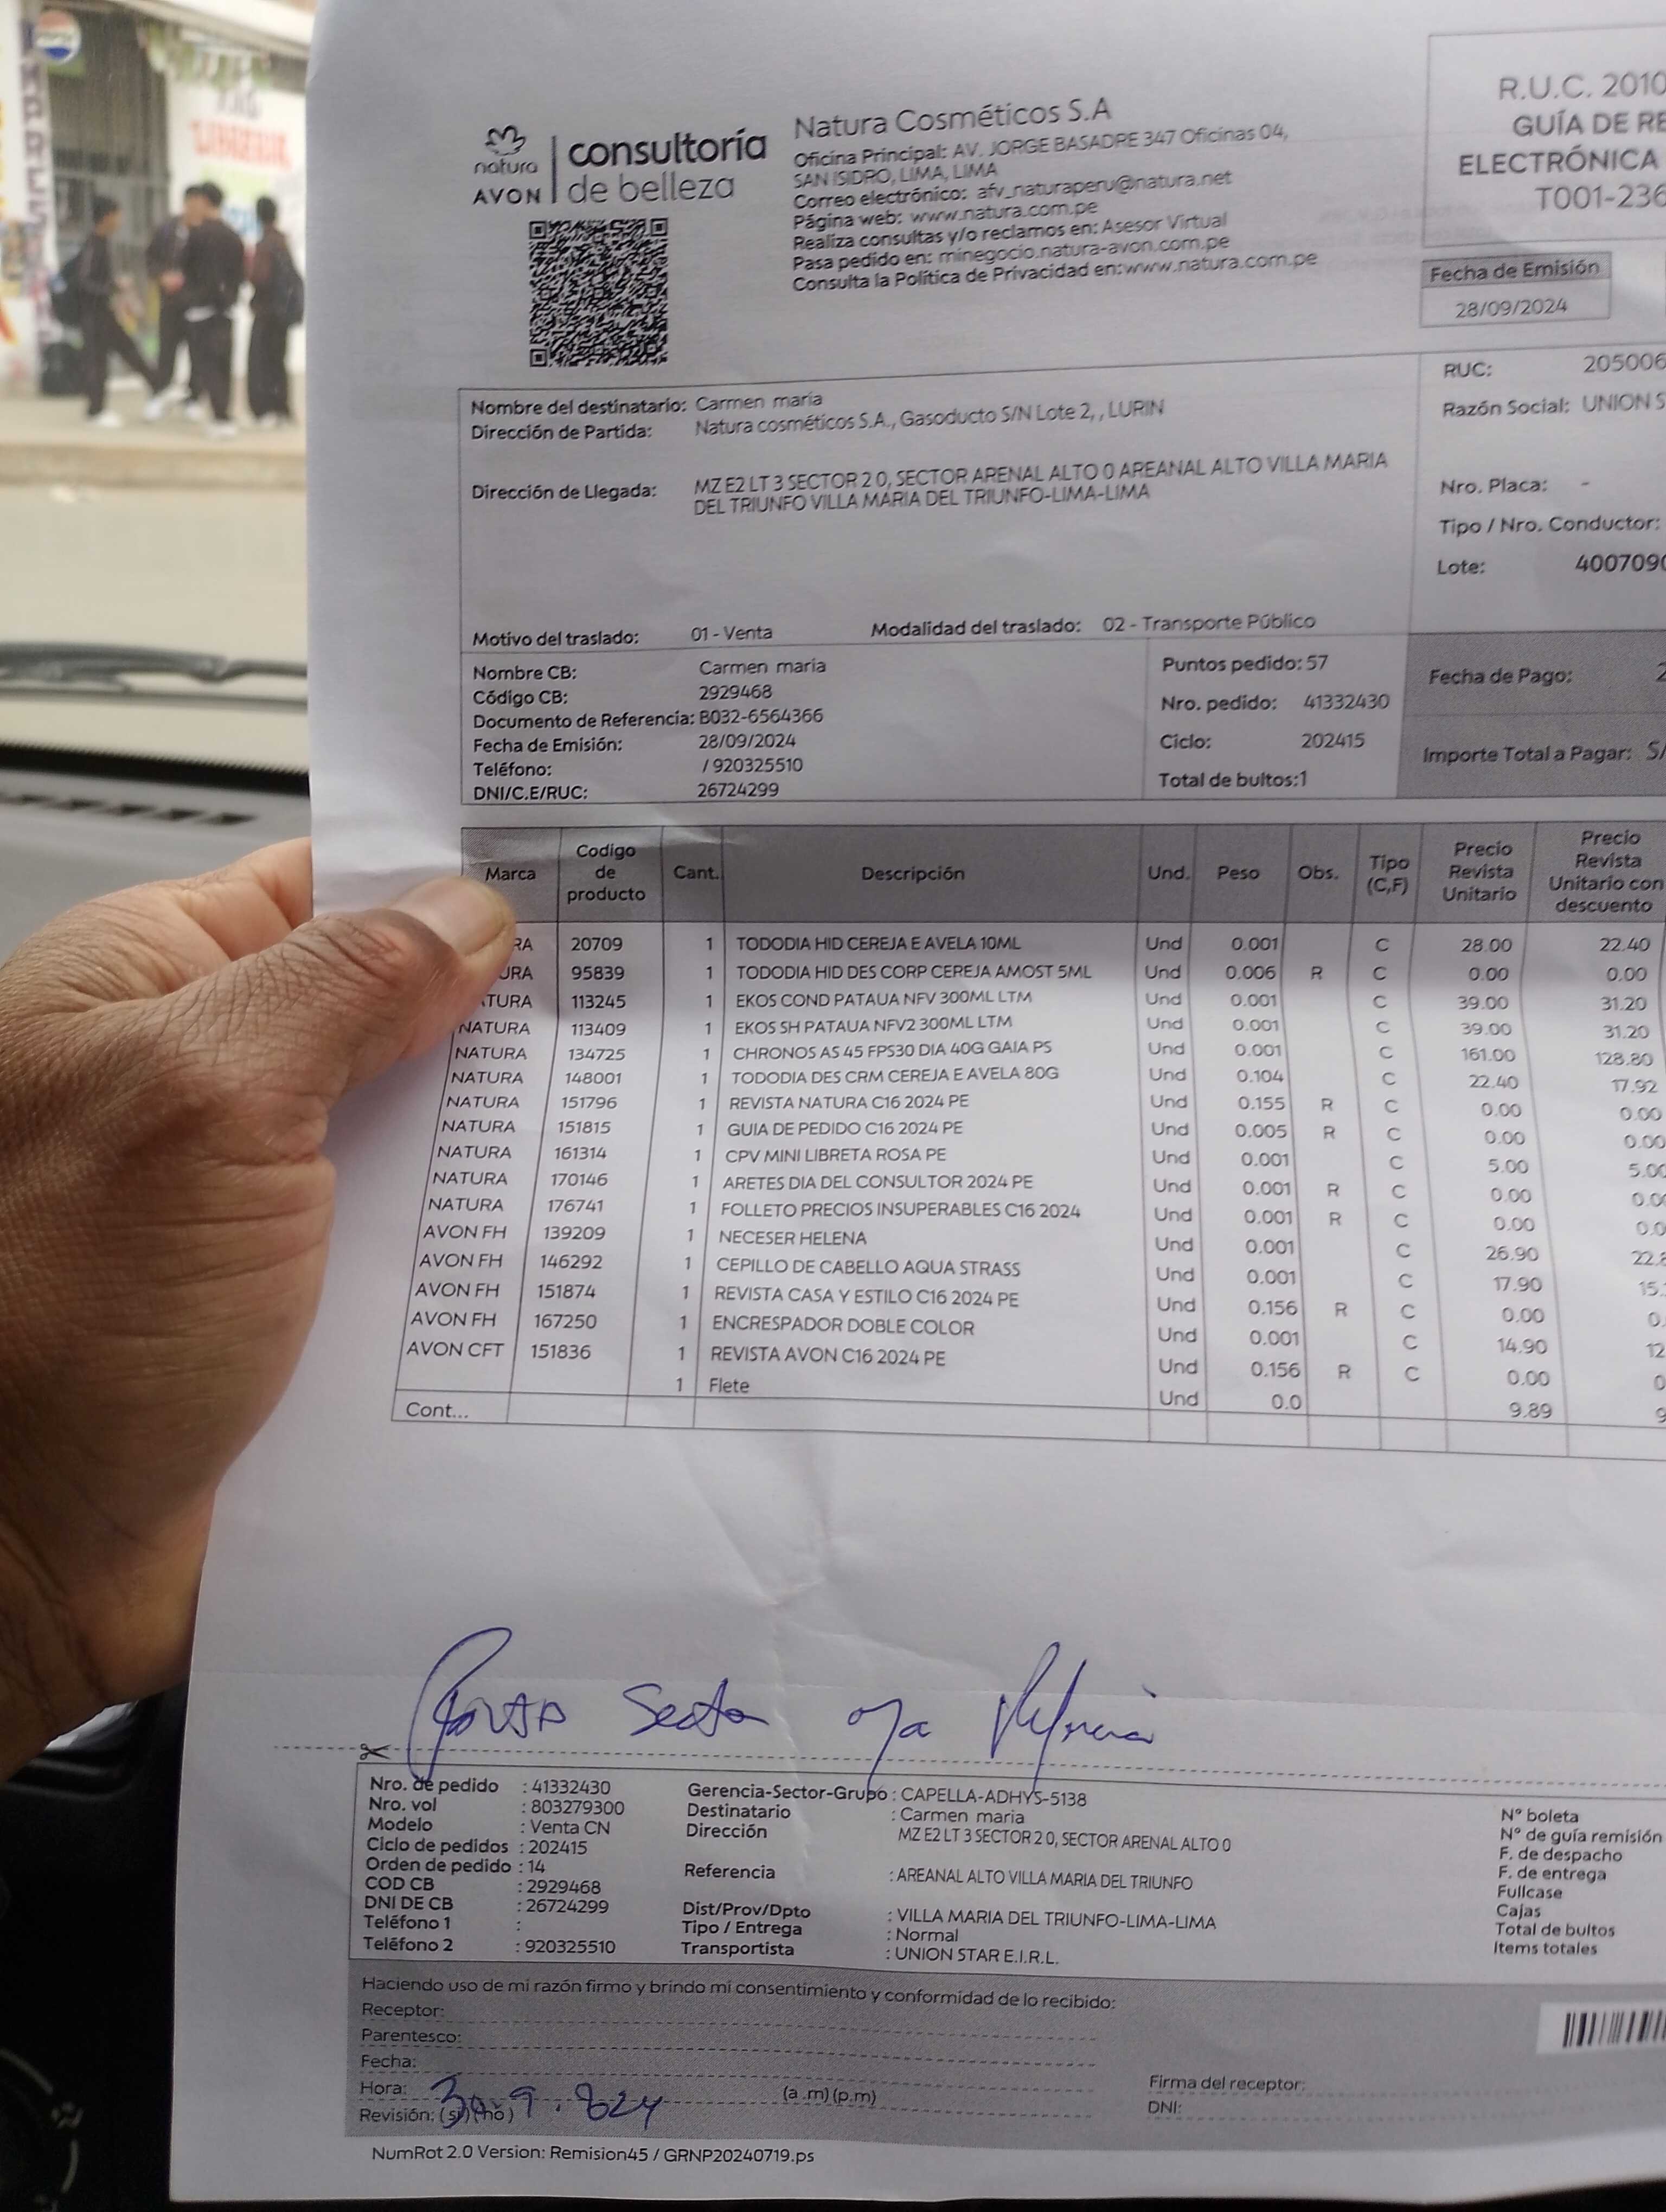 natura
AVON
consultoría
de belleza
Natura Cosméticos S.A
Oficina Principal: AV. JORGE BASADRE 347 Oficinas 04,
SAN ISIDRO, LIMA, LIMA
Correo electrónico: afv_naturaperu@natura.net
Página web: www.natura.com.pe
Realiza consultas y/o reclamos en: Asesor Virtual
Pasa pedido en: minegocio.natura-avon.com.pe
Consulta la Política de Privacidad en:www.natura.com.pe
R.U.C. 2010
GUÍA DE RE
ELECTRÓNICA
T001-236
Fecha de Emisión
28/09/2024
Nombre del destinatario: Carmen maria
Dirección de Partida: Natura cosméticos S.A., Gasoducto S/N Lote 2, , LURIN
Dirección de Llegada: MZ E2 LT 3 SECTOR 2 0, SECTOR ARENAL ALTO 0 AREANAL ALTO VILLA MARIA
DEL TRIUNFO VILLA MARIA DEL TRIUNFO-LIMA-LIMA
Motivo del traslado: 01 - Venta Modalidad del traslado: 02 - Transporte Público
RUC: 205006
Razón Social: UNION S
Nro. Placa: -
Tipo / Nro. Conductor:
Lote: 4007090
Nombre CB: Carmen maria
Código CB: 2929468
Documento de Referencia: B032-6564366
Fecha de Emisión: 28/09/2024
Teléfono: / 920325510
DNI/C.E/RUC: 26724299
Puntos pedido: 57
Nro. pedido: 41332430
Ciclo: 202415
Total de bultos:1
Fecha de Pago: 2
Importe Total a Pagar: S/
Marca Codigo de producto Cant. Descripción Und. Peso Obs. Tipo (C,F) Precio Revista Unitario Precio Revista Unitario con descuento
RA 20709 1 TODODIA HID CEREJA E AVELA 10ML Und 0.001 C 28.00 22.40
URA 95839 1 TODODIA HID DES CORP CEREJA AMOST 5ML Und 0.006 R C 0.00 0.00
TURA 113245 1 EKOS COND PATAUA NFV 300ML LTM Und 0.001 C 39.00 31.20
NATURA 113409 1 EKOS SH PATAUA NFV2 300ML LTM Und 0.001 C 39.00 31.20
NATURA 134725 1 CHRONOS AS 45 FPS30 DIA 40G GAIA PS Und 0.001 C 161.00 128.80
NATURA 148001 1 TODODIA DES CRM CEREJA E AVELA 80G Und 0.104 C 22.40 17.92
NATURA 151796 1 REVISTA NATURA C16 2024 PE Und 0.155 R C 0.00 0.00
NATURA 151815 1 GUIA DE PEDIDO C16 2024 PE Und 0.005 R C 0.00 0.00
NATURA 161314 1 CPV MINI LIBRETA ROSA PE Und 0.001 C 5.00 5.00
NATURA 170146 1 ARETES DIA DEL CONSULTOR 2024 PE Und 0.001 R C 0.00 0.00
NATURA 176741 1 FOLLETO PRECIOS INSUPERABLES C16 2024 Und 0.001 R C 0.00 0.0
AVON FH 139209 1 NECESER HELENA Und 0.001 C 26.90 22.8
AVON FH 146292 1 CEPILLO DE CABELLO AQUA STRASS Und 0.001 C 17.90 15.
AVON FH 151874 1 REVISTA CASA Y ESTILO C16 2024 PE Und 0.156 R C 0.00 0.
AVON FH 167250 1 ENCRESPADOR DOBLE COLOR Und 0.001 C 14.90 12
AVON CFT 151836 1 REVISTA AVON C16 2024 PE Und 0.156 R C 0.00 0
1 Flete Und 0.0 9.89 9
Cont...
Nro. de pedido : 41332430
Nro. vol : 803279300
Modelo : Venta CN
Ciclo de pedidos : 202415
Orden de pedido : 14
COD CB : 2929468
DNI DE CB : 26724299
Teléfono 1 :
Teléfono 2 : 920325510
Gerencia-Sector-Grupo : CAPELLA-ADHYS-5138
Destinatario : Carmen maria
Dirección MZ E2 LT 3 SECTOR 2 0, SECTOR ARENAL ALTO 0
Referencia : AREANAL ALTO VILLA MARIA DEL TRIUNFO
Dist/Prov/Dpto : VILLA MARIA DEL TRIUNFO-LIMA-LIMA
Tipo / Entrega : Normal
Transportista : UNION STAR E.I.R.L.
N° boleta
N° de guía remisión
F. de despacho
F. de entrega
Fullcase
Cajas
Total de bultos
Items totales
Haciendo uso de mi razón firmo y brindo mi consentimiento y conformidad de lo recibido:
Receptor:
Parentesco:
Fecha:
Hora: (a .m) (p.m)
Revisión: ( si ) ( no )
Firma del receptor:
DNI:
NumRot 2.0 Version: Remision45 / GRNP20240719.ps